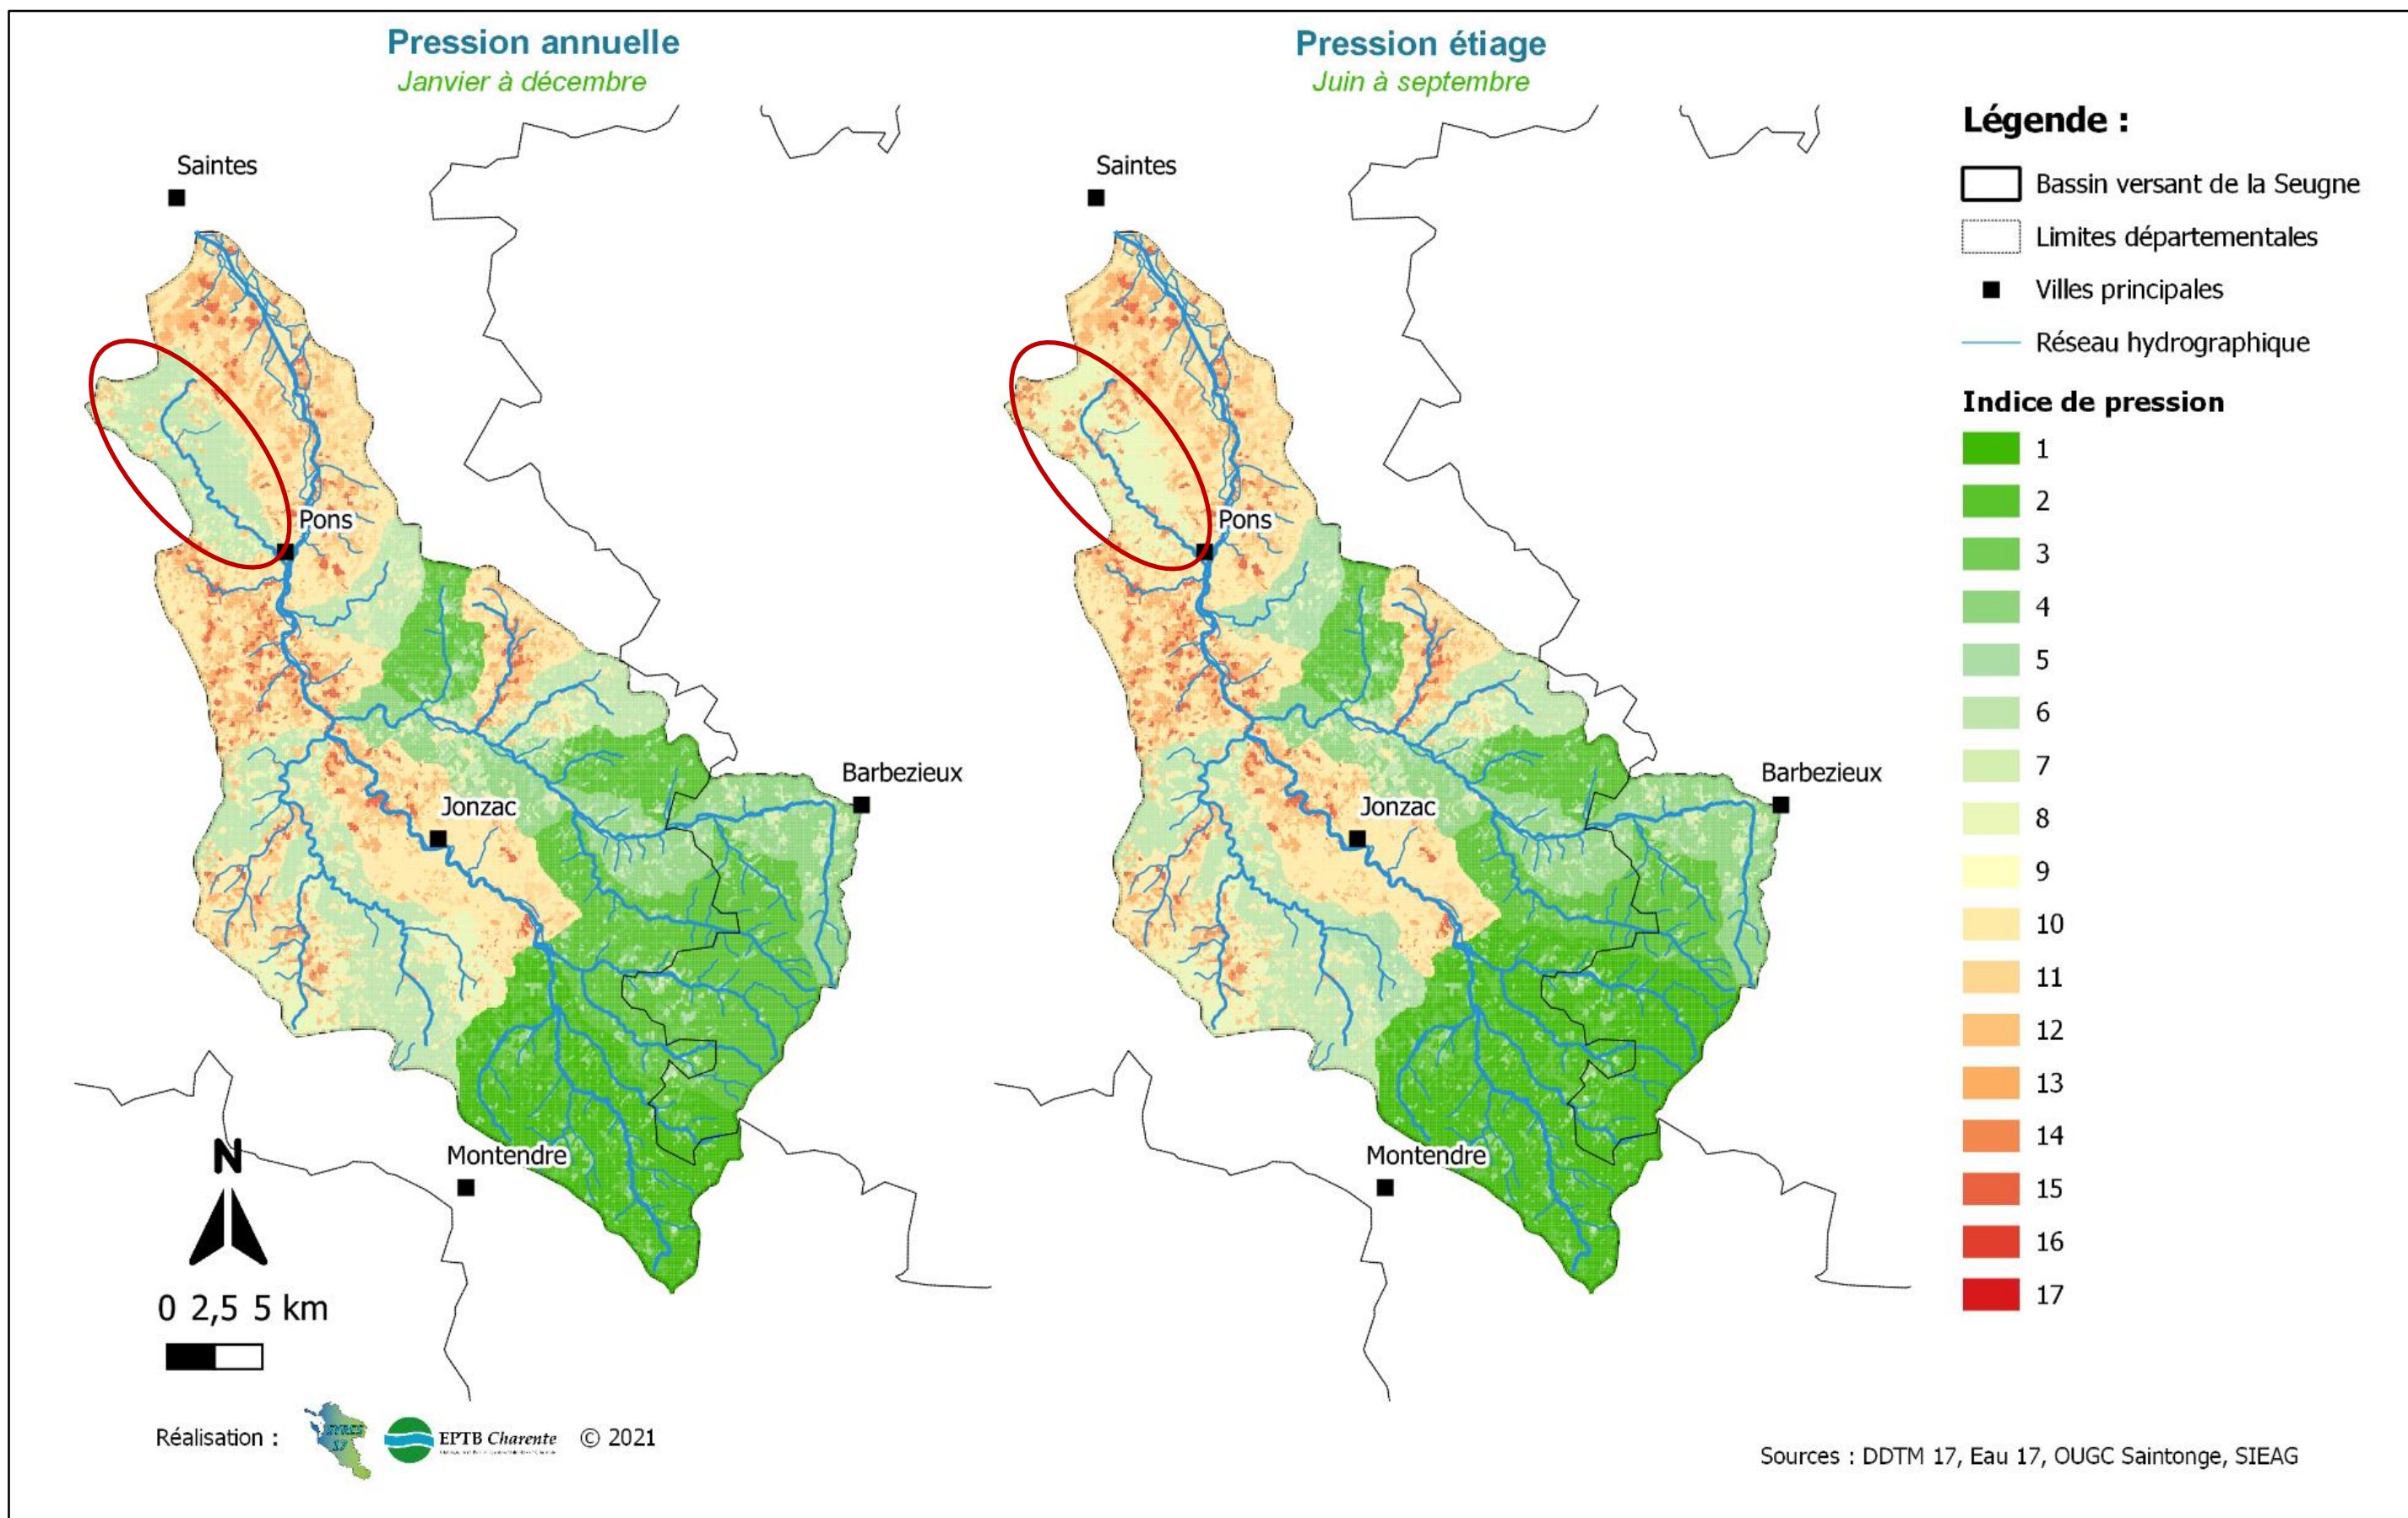 Pression annuelle
Janvier à décembre
Saintes
Pons
Barbezieux
Jonzac
Montendre
N
0 2,5 5 km
Pression étiage
Juin à septembre
Saintes
Pons
Barbezieux
Jonzac
Montendre
Légende :
Bassin versant de la Seugne
Limites départementales
Villes principales
Réseau hydrographique
Indice de pression
1
2
3
4
5
6
7
8
9
10
11
12
13
14
15
16
17
Réalisation :
EPTB Charente
© 2021
Sources : DDTM 17, Eau 17, OUGC Saintonge, SIEAG